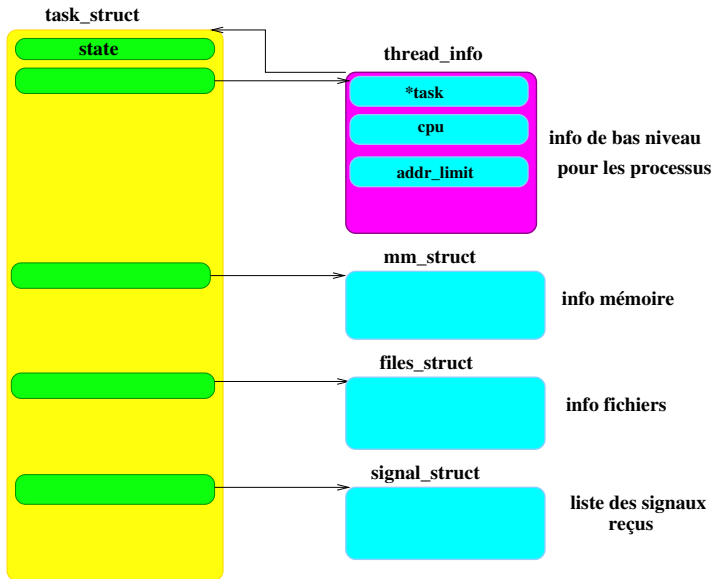 task_struct
state
thread_info
*task
cpu
addr_limit
info de bas niveau
pour les processus
mm_struct
info mémoire
files_struct
info fichiers
signal_struct
liste des signaux
reçus